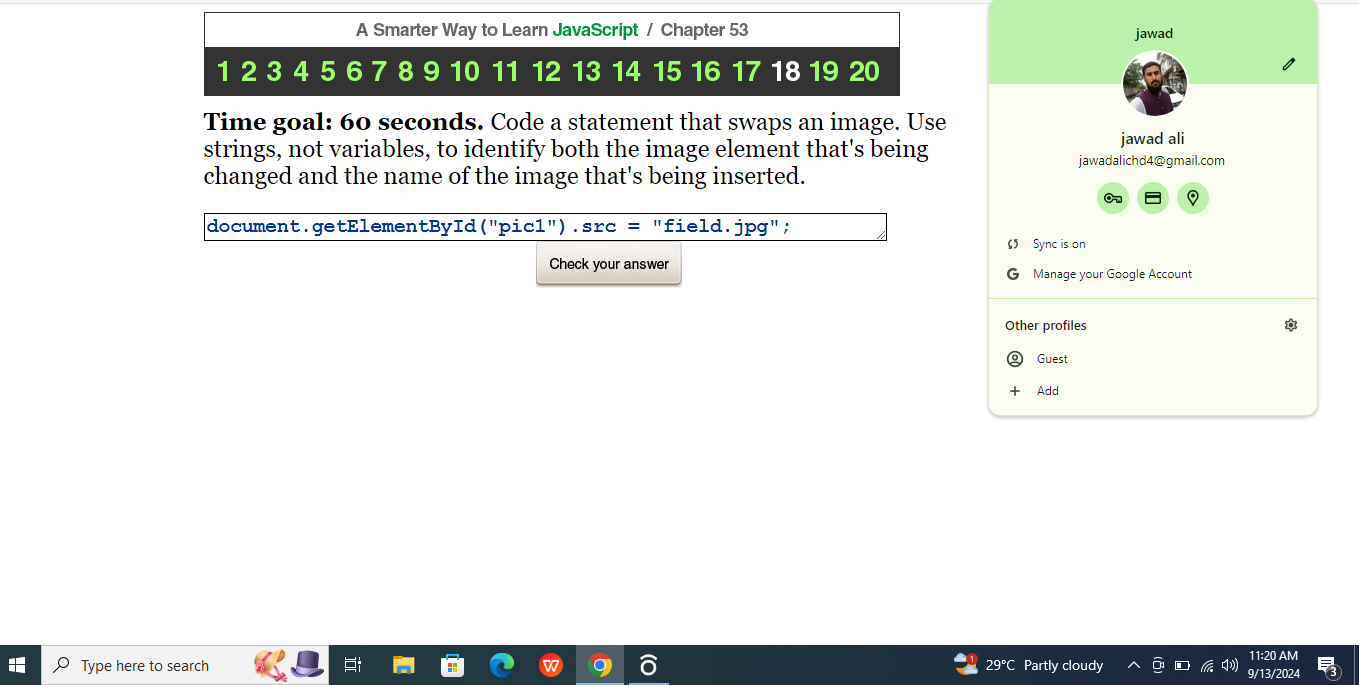 A Smarter Way to Learn JavaScript / Chapter 53
1 2 3 4 5 6 7 8 9 10 11 12 13 14 15 16 17 18 19 20
Time goal: 60 seconds. Code a statement that swaps an image. Use
strings, not variables, to identify both the image element that's being
changed and the name of the image that's being inserted.
document.getElementById("pic1").src = "field.jpg";
Check your answer
jawad
jawad ali
jawadalichd4@gmail.com
Sync is on
G Manage your Google Account
Other profiles
Guest
+ Add
Type here to search
W
1
29°C Partly cloudy
11:20 AM
9/13/2024
3